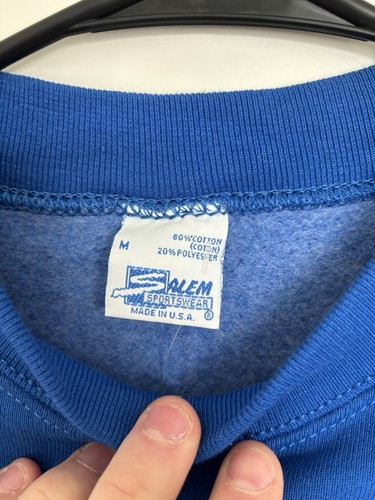 80% COTTON
(COTON)
M
20% POLYESTER
SALEM
SPORTSWEAR
MADE IN U.S.A.
®